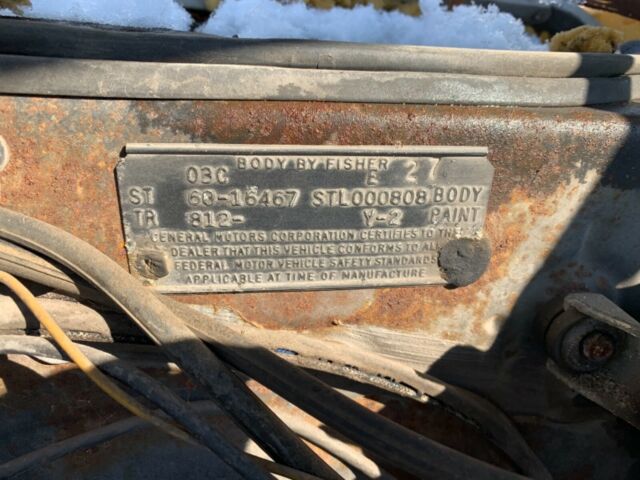 BODY BY FISHER
03C E 27
ST 60-16467 STL000808 BODY
TR 812- Y-2 PAINT
GENERAL MOTORS CORPORATION CERTIFIES TO THE
DEALER THAT THIS VEHICLE CONFORMS TO ALL
FEDERAL MOTOR VEHICLE SAFETY STANDARDS
APPLICABLE AT TIME OF MANUFACTURE